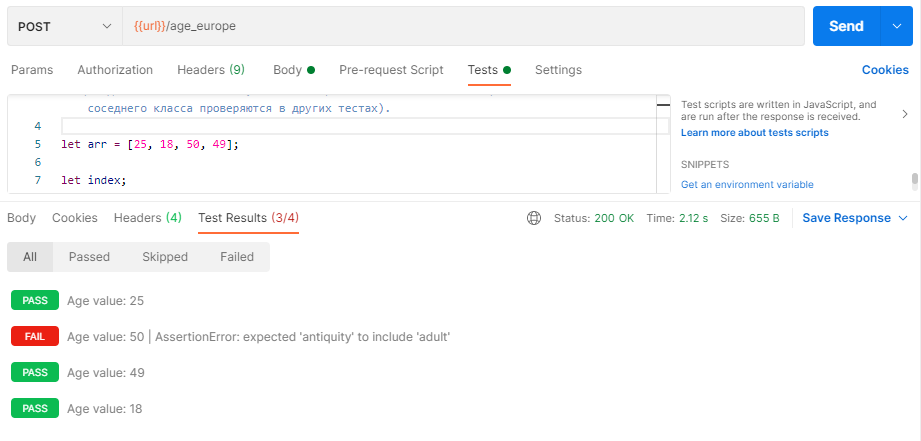 POST {{url}}/age_europe Send
Params Authorization Headers (9) Body Pre-request Script Tests Settings Cookies
соседнего класса проверяются в других тестах).
4
5 let arr = [25, 18, 50, 49];
6
7 let index;
Test scripts are written in JavaScript, and
are run after the response is received.
Learn more about tests scripts
SNIPPETS
Get an environment variable
Body Cookies Headers (4) Test Results (3/4) Status: 200 OK Time: 2.12 s Size: 655 B Save Response
All Passed Skipped Failed
PASS Age value: 25
FAIL Age value: 50 | AssertionError: expected 'antiquity' to include 'adult'
PASS Age value: 49
PASS Age value: 18